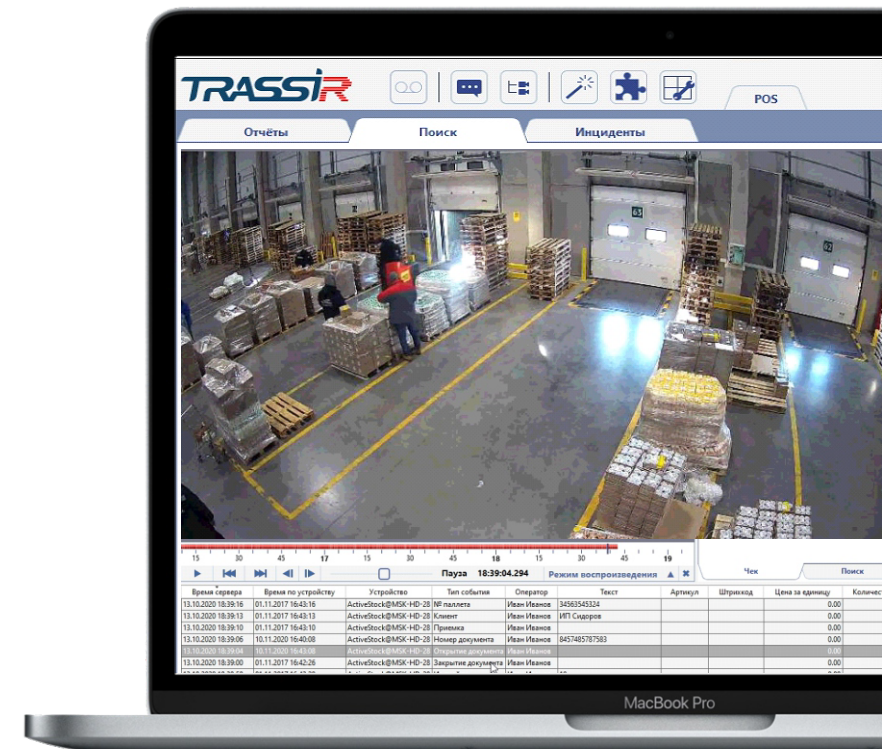 TRASSIR
POS
Отчёты Поиск Инциденты
63
62
15 30 45 17 15 30 45 18 15 30 45 19
Пауза 18:39:04.294 Режим воспроизведения Чек Поиск
Время сервера Время по устройству Устройство Тип события Оператор Текст Артикул Штрихкод Цена за единицу Количест
13.10.2020 18:39:16 01.11.2017 16:43:16 ActiveStock@MSK-HD-28 № паллета Иван Иванов 34563545324 0.00
13.10.2020 18:39:13 01.11.2017 16:43:13 ActiveStock@MSK-HD-28 Клиент Иван Иванов ИП Сидоров 0.00
13.10.2020 18:39:10 01.11.2017 16:43:10 ActiveStock@MSK-HD-28 Приемка Иван Иванов 0.00
13.10.2020 18:39:06 10.11.2020 16:40:08 ActiveStock@MSK-HD-28 Номер документа Иван Иванов 8457485787583 0.00
13.10.2020 18:39:04 10.11.2020 16:43:08 ActiveStock@MSK-HD-28 Открытие документа Иван Иванов 0.00
13.10.2020 18:39:00 01.11.2017 16:42:26 ActiveStock@MSK-HD-28 Закрытие документа Иван Иванов 0.00
MacBook Pro